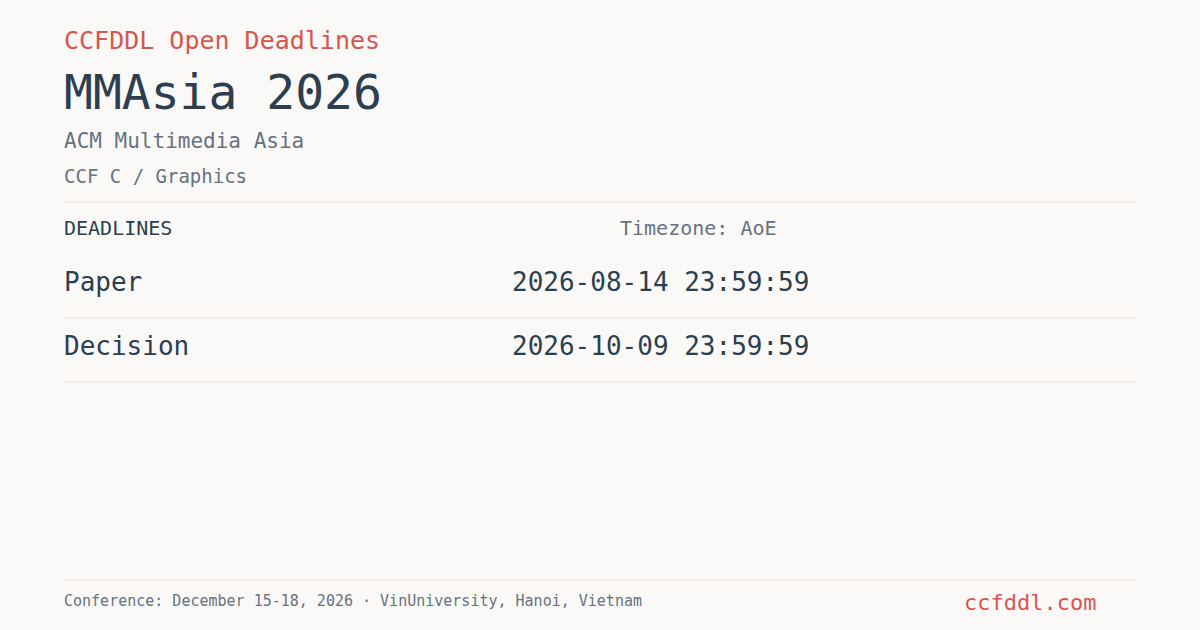 CCFDDL Open Deadlines
MMAsia 2026
ACM Multimedia Asia
CCF C / Graphics
DEADLINES Timezone: AoE
Paper 2026-08-14 23:59:59
Decision 2026-10-09 23:59:59
Conference: December 15-18, 2026 · VinUniversity, Hanoi, Vietnam ccfddl.com